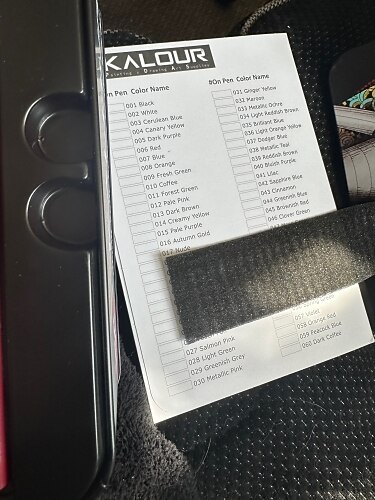 KALOUR
Painting & Drawing Art Supplies
On Pen Color Name
001 Black
002 White
003 Cerulean Blue
004 Canary Yellow
005 Dark Purple
006 Red
007 Blue
008 Orange
009 Fresh Green
010 Coffee
011 Forest Green
012 Pale Pink
013 Dark Brown
014 Creamy Yellow
015 Pale Purple
016 Autumn Gold
017 Nude
027 Salmon Pink
028 Light Green
029 Greenish Grey
030 Metallic Pink
#On Pen Color Name
031 Ginger Yellow
032 Maroon
033 Metallic Ochre
034 Light Reddish Brown
035 Brilliant Blue
036 Light Orange Yellow
037 Dodger Blue
038 Metallic Teal
039 Reddish Brown
040 Bluish Purple
041 Lilac
042 Sapphire Blue
043 Cinnamon
044 Greenish Blue
045 Brownish Red
046 Clover Green
057 Violet
058 Orange Red
059 Peacock Blue
060 Dark Coffee